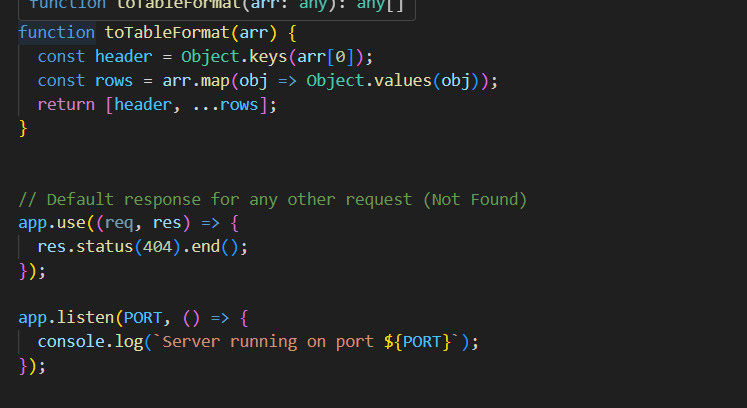 function toTableFormat(arr: any): any[]
function toTableFormat(arr) {
const header = Object.keys(arr[0]);
const rows = arr.map(obj => Object.values(obj));
return [header, ...rows];
}
// Default response for any other request (Not Found)
app.use((req, res) => {
res.status(404).end();
});
app.listen(PORT, () => {
console.log(`Server running on port ${PORT}`);
});